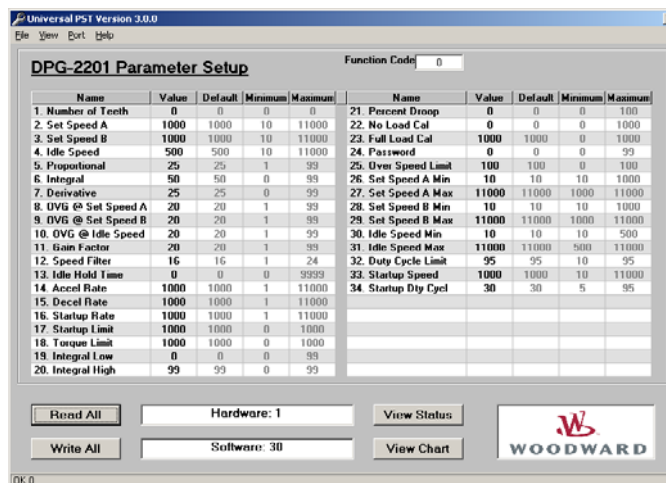 Universal PST Version 3.0.0
File View Port Help
DPG-2201 Parameter Setup
Function Code 0
Name Value Default Minimum Maximum
1. Number of Teeth 0 0 0 0
2. Set Speed A 1000 1000 10 11000
3. Set Speed B 1000 1000 10 11000
4. Idle Speed 500 500 10 11000
5. Proportional 25 25 1 99
6. Integral 50 50 0 99
7. Derivative 25 25 0 99
8. OVG @ Set Speed A 20 20 1 99
9. OVG @ Set Speed B 20 20 1 99
10. OVG @ Idle Speed 20 20 1 99
11. Gain Factor 20 20 1 99
12. Speed Filter 16 16 1 24
13. Idle Hold Time 0 0 0 9999
14. Accel Rate 1000 1000 1 11000
15. Decel Rate 1000 1000 1 11000
16. Startup Rate 1000 1000 1 11000
17. Startup Limit 1000 1000 0 1000
18. Torque Limit 1000 1000 0 1000
19. Integral Low 0 0 0 99
20. Integral High 99 99 0 99
Name Value Default Minimum Maximum
21. Percent Droop 0 0 0 100
22. No Load Cal 0 0 0 1000
23. Full Load Cal 1000 1000 0 1000
24. Password 0 0 0 99
25. Over Speed Limit 100 100 0 100
26. Set Speed A Min 10 10 10 1000
27. Set Speed A Max 11000 11000 1000 11000
28. Set Speed B Min 10 10 10 1000
29. Set Speed B Max 11000 11000 1000 11000
30. Idle Speed Min 10 10 10 500
31. Idle Speed Max 11000 11000 500 11000
32. Duty Cycle Limit 95 95 10 95
33. Startup Speed 1000 1000 10 11000
34. Startup Dty Cycl 30 30 5 95
Read All
Hardware: 1
View Status
Write All
Software: 30
View Chart
WOODWARD
OK 0